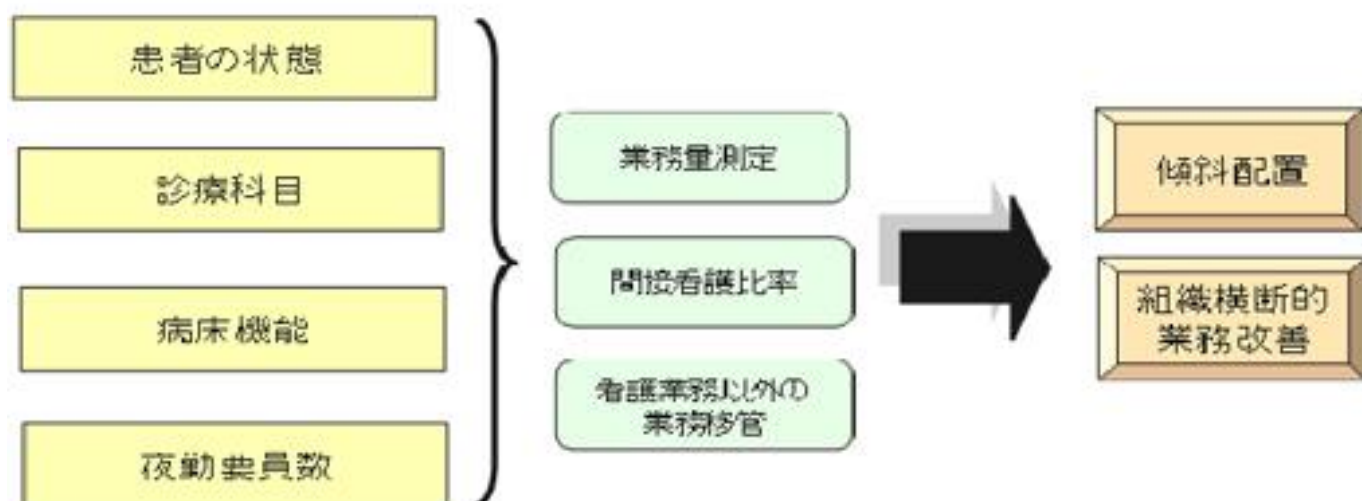 患者の状態
診療科目
病床機能
夜勤要員数
業務量測定
間接看護比率
看護業務以外の
業務移管
傾斜配置
組織横断的
業務改善